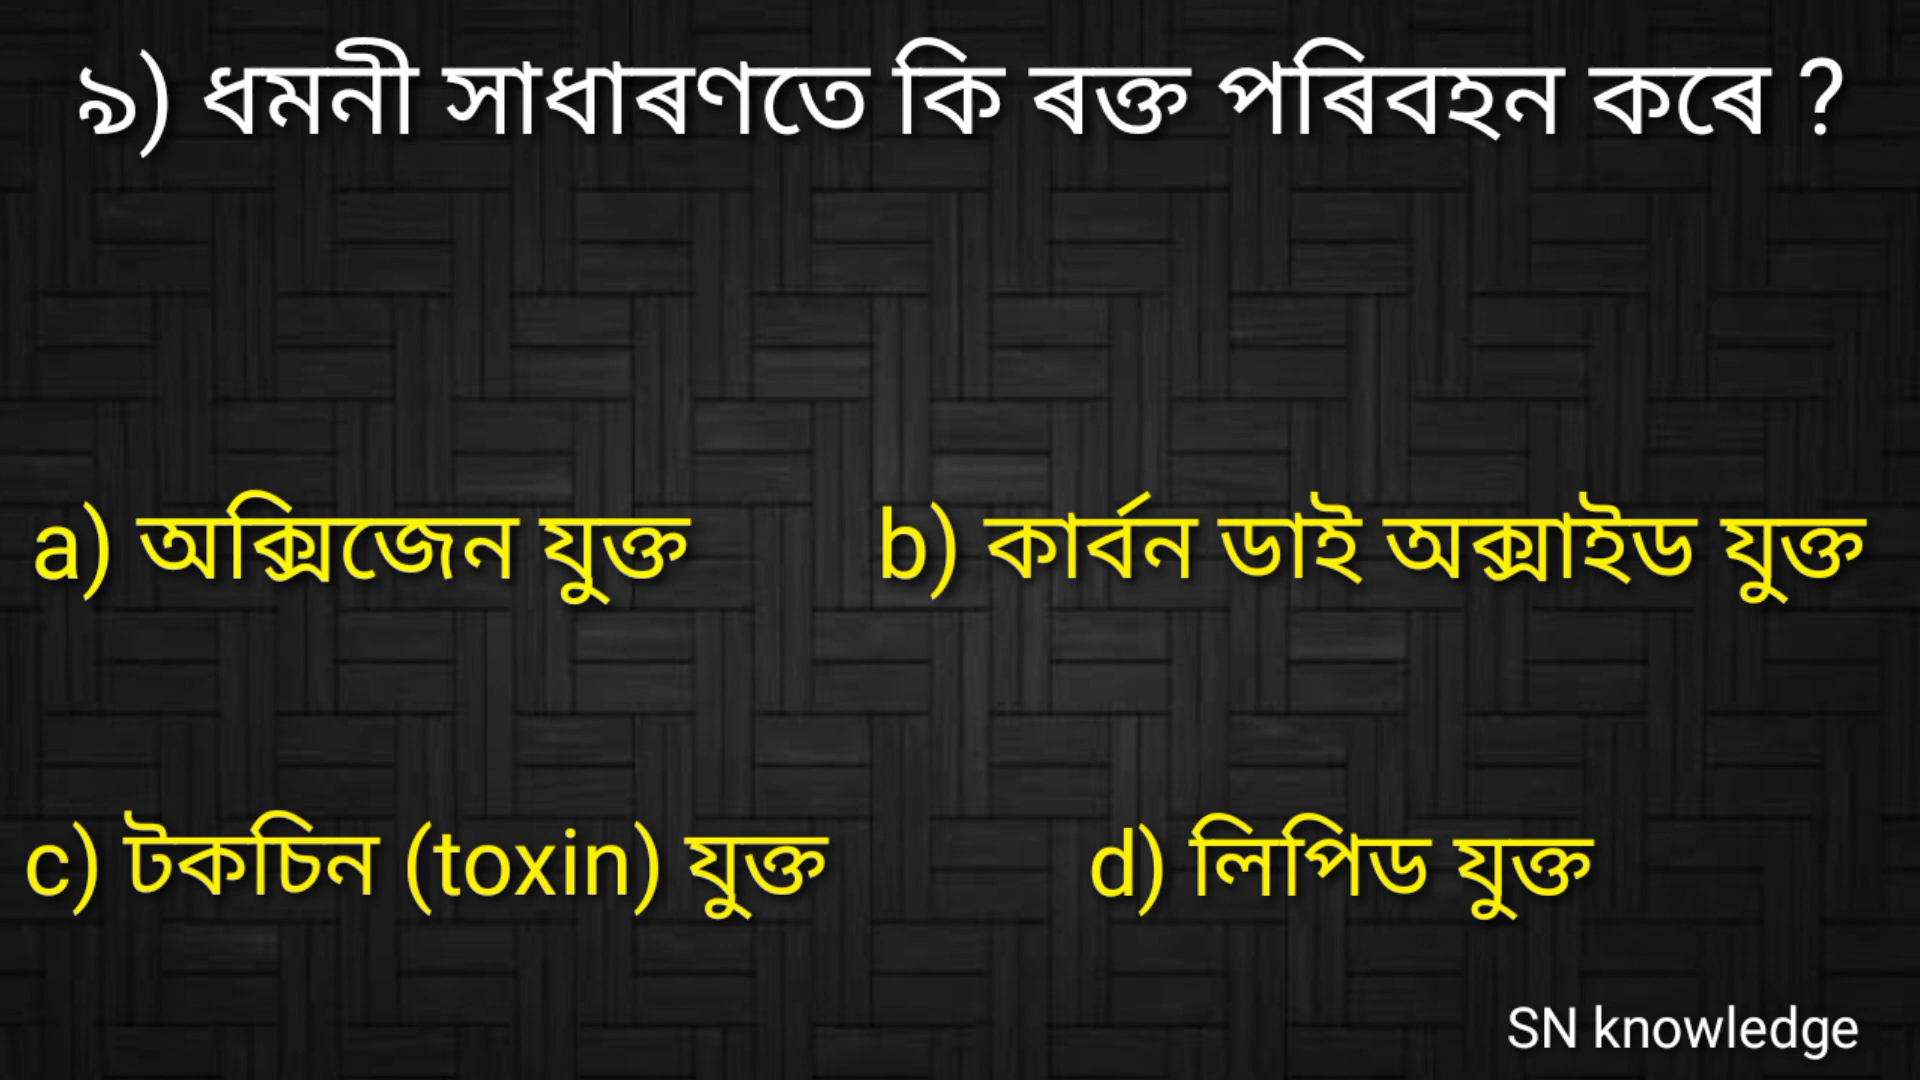 ৯) ধমনী সাধাৰণতে কি ৰক্ত পৰিবহন কৰে ?
a) অক্সিজেন যুক্ত
b) কাৰ্বন ডাই অক্সাইড যুক্ত
c) টকচিন (toxin) যুক্ত
d) লিপিড যুক্ত
SN knowledge